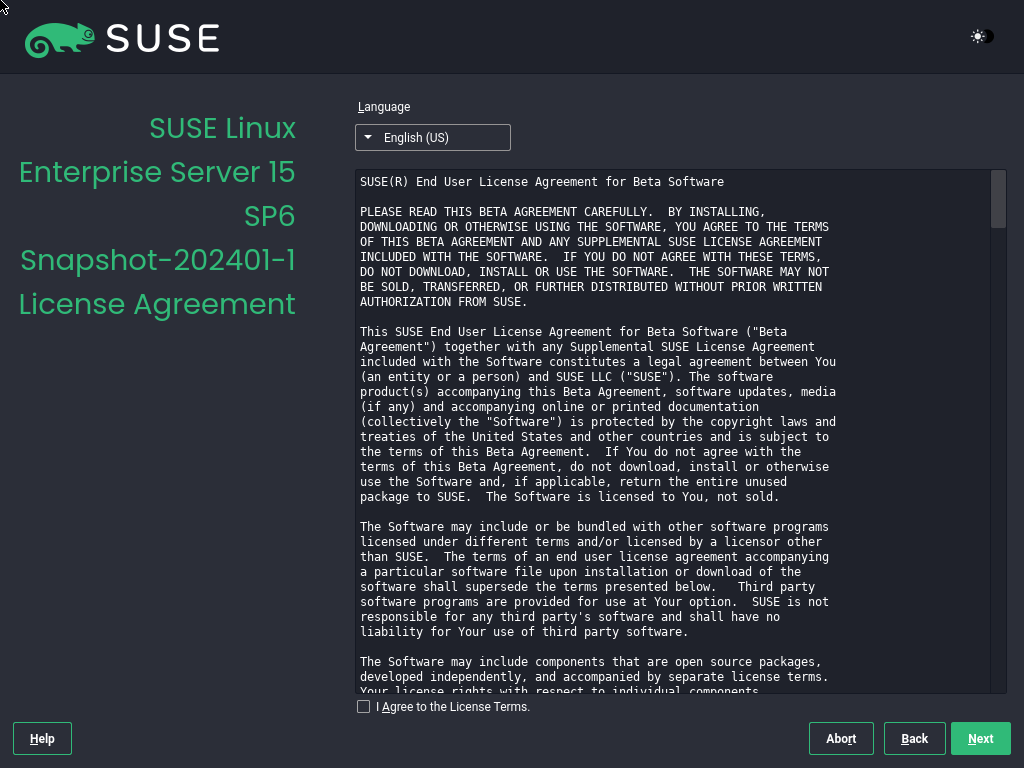 SUSE
Language
English (US)
SUSE Linux
Enterprise Server 15
SP6
Snapshot-202401-1
License Agreement
SUSE(R) End User License Agreement for Beta Software
PLEASE READ THIS BETA AGREEMENT CAREFULLY.  BY INSTALLING,
DOWNLOADING OR OTHERWISE USING THE SOFTWARE, YOU AGREE TO THE TERMS
OF THIS BETA AGREEMENT AND ANY SUPPLEMENTAL SUSE LICENSE AGREEMENT
INCLUDED WITH THE SOFTWARE.  IF YOU DO NOT AGREE WITH THESE TERMS,
DO NOT DOWNLOAD, INSTALL OR USE THE SOFTWARE.  THE SOFTWARE MAY NOT
BE SOLD, TRANSFERRED, OR FURTHER DISTRIBUTED WITHOUT PRIOR WRITTEN
AUTHORIZATION FROM SUSE.
This SUSE End User License Agreement for Beta Software ("Beta
Agreement") together with any Supplemental SUSE License Agreement
included with the Software constitutes a legal agreement between You
(an entity or a person) and SUSE LLC ("SUSE"). The software
product(s) accompanying this Beta Agreement, software updates, media
(if any) and accompanying online or printed documentation
(collectively the "Software") is protected by the copyright laws and
treaties of the United States and other countries and is subject to
the terms of this Beta Agreement.  If You do not agree with the
terms of this Beta Agreement, do not download, install or otherwise
use the Software and, if applicable, return the entire unused
package to SUSE.  The Software is licensed to You, not sold.
The Software may include or be bundled with other software programs
licensed under different terms and/or licensed by a licensor other
than SUSE.  The terms of an end user license agreement accompanying
a particular software file upon installation or download of the
software shall supersede the terms presented below.   Third party
software programs are provided for use at Your option.  SUSE is not
responsible for any third party's software and shall have no
liability for Your use of third party software.
The Software may include components that are open source packages,
developed independently, and accompanied by separate license terms.
Your license rights with respect to individual components
I Agree to the License Terms.
Help
Abort
Back
Next